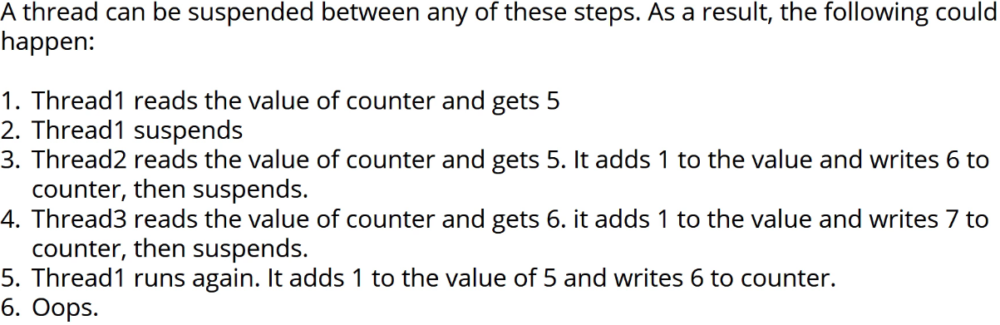 A thread can be suspended between any of these steps. As a result, the following could
happen:
1. Thread1 reads the value of counter and gets 5
2. Thread1 suspends
3. Thread2 reads the value of counter and gets 5. It adds 1 to the value and writes 6 to
counter, then suspends.
4. Thread3 reads the value of counter and gets 6. it adds 1 to the value and writes 7 to
counter, then suspends.
5. Thread1 runs again. It adds 1 to the value of 5 and writes 6 to counter.
6. Oops.